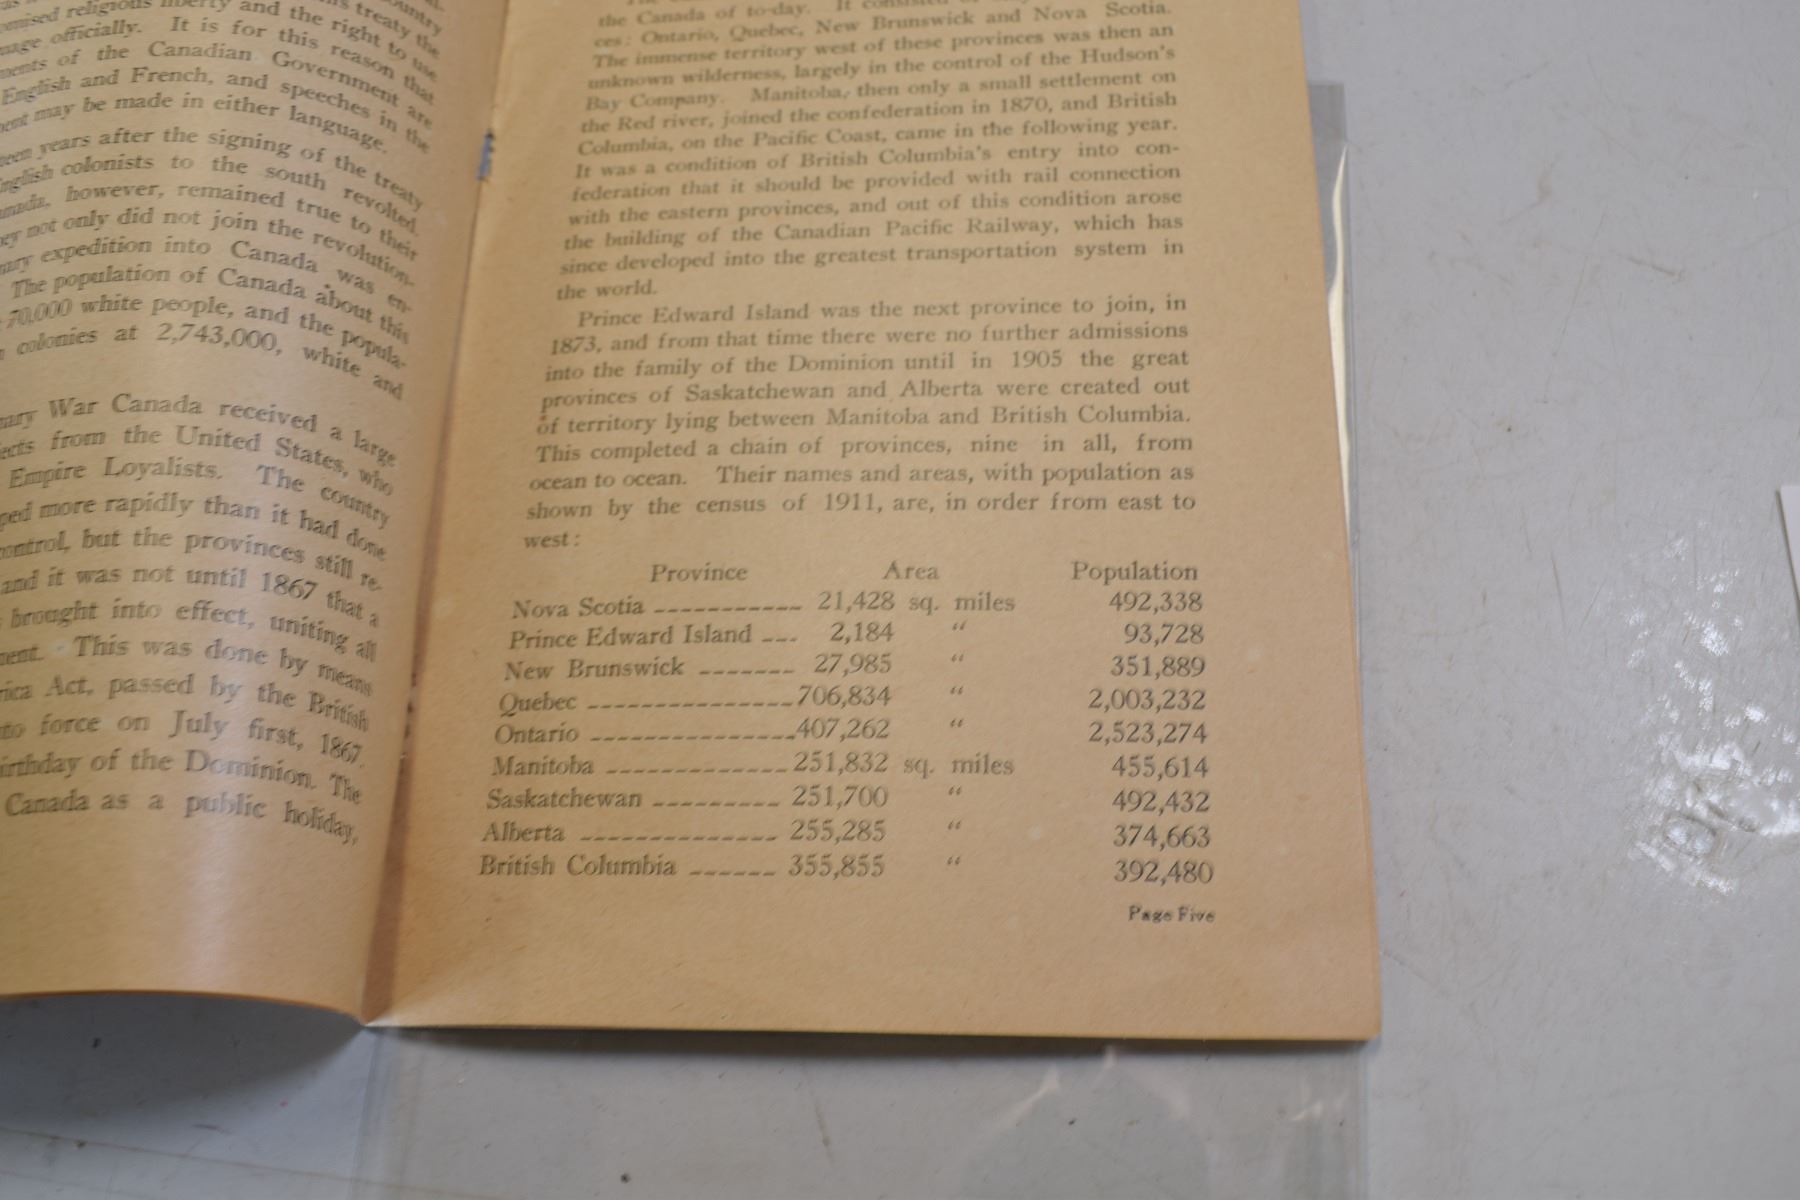 country
this treaty the
religious liberty and the right to use
officially. It is for this reason that
of the Canadian Government are
English and French, and speeches in the
may be made in either language.
years after the signing of the treaty
English colonists to the south revolted.
however, remained true to their
not only did not join the revolution-
expedition into Canada was en-
The population of Canada about this
70,000 white people, and the popula-
colonies at 2,743,000, white and
War Canada received a large
from the United States, who
Empire Loyalists. The country
more rapidly than it had done
control, but the provinces still re-
and it was not until 1867 that a
brought into effect, uniting all
This was done by means
Act, passed by the British
force on July first, 1867.
of the Dominion. The
Canada as a public holiday,
the Canada of to-day. It consisted
ces: Ontario, Quebec, New Brunswick and Nova Scotia.
The immense territory west of these provinces was then an
unknown wilderness, largely in the control of the Hudson's
Bay Company. Manitoba, then only a small settlement on
the Red river, joined the confederation in 1870, and British
Columbia, on the Pacific Coast, came in the following year.
It was a condition of British Columbia's entry into con-
federation that it should be provided with rail connection
with the eastern provinces, and out of this condition arose
the building of the Canadian Pacific Railway, which has
since developed into the greatest transportation system in
the world.
Prince Edward Island was the next province to join, in
1873, and from that time there were no further admissions
into the family of the Dominion until in 1905 the great
provinces of Saskatchewan and Alberta were created out
of territory lying between Manitoba and British Columbia.
This completed a chain of provinces, nine in all, from
ocean to ocean. Their names and areas, with population as
shown by the census of 1911, are, in order from east to
west:
Province Area Population
Nova Scotia ----------- 21,428 sq. miles 492,338
Prince Edward Island --- 2,184 " 93,728
New Brunswick ------- 27,985 " 351,889
Quebec ---------------706,834 " 2,003,232
Ontario ---------------407,262 " 2,523,274
Manitoba -------------251,832 sq. miles 455,614
Saskatchewan --------- 251,700 " 492,432
Alberta -------------- 255,285 " 374,663
British Columbia ------ 355,855 " 392,480
Page Five